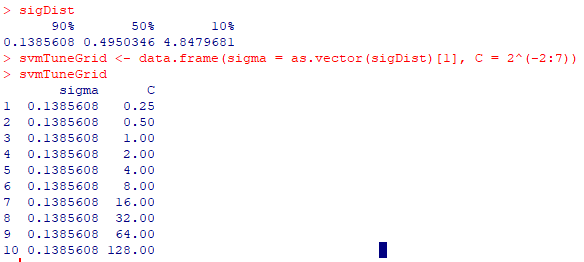 > sigDist
90% 50% 10%
0.1385608 0.4950346 4.8479681
> svmTuneGrid <- data.frame(sigma = as.vector(sigDist)[1], C = 2^(-2:7))
> svmTuneGrid
sigma C
1 0.1385608 0.25
2 0.1385608 0.50
3 0.1385608 1.00
4 0.1385608 2.00
5 0.1385608 4.00
6 0.1385608 8.00
7 0.1385608 16.00
8 0.1385608 32.00
9 0.1385608 64.00
10 0.1385608 128.00